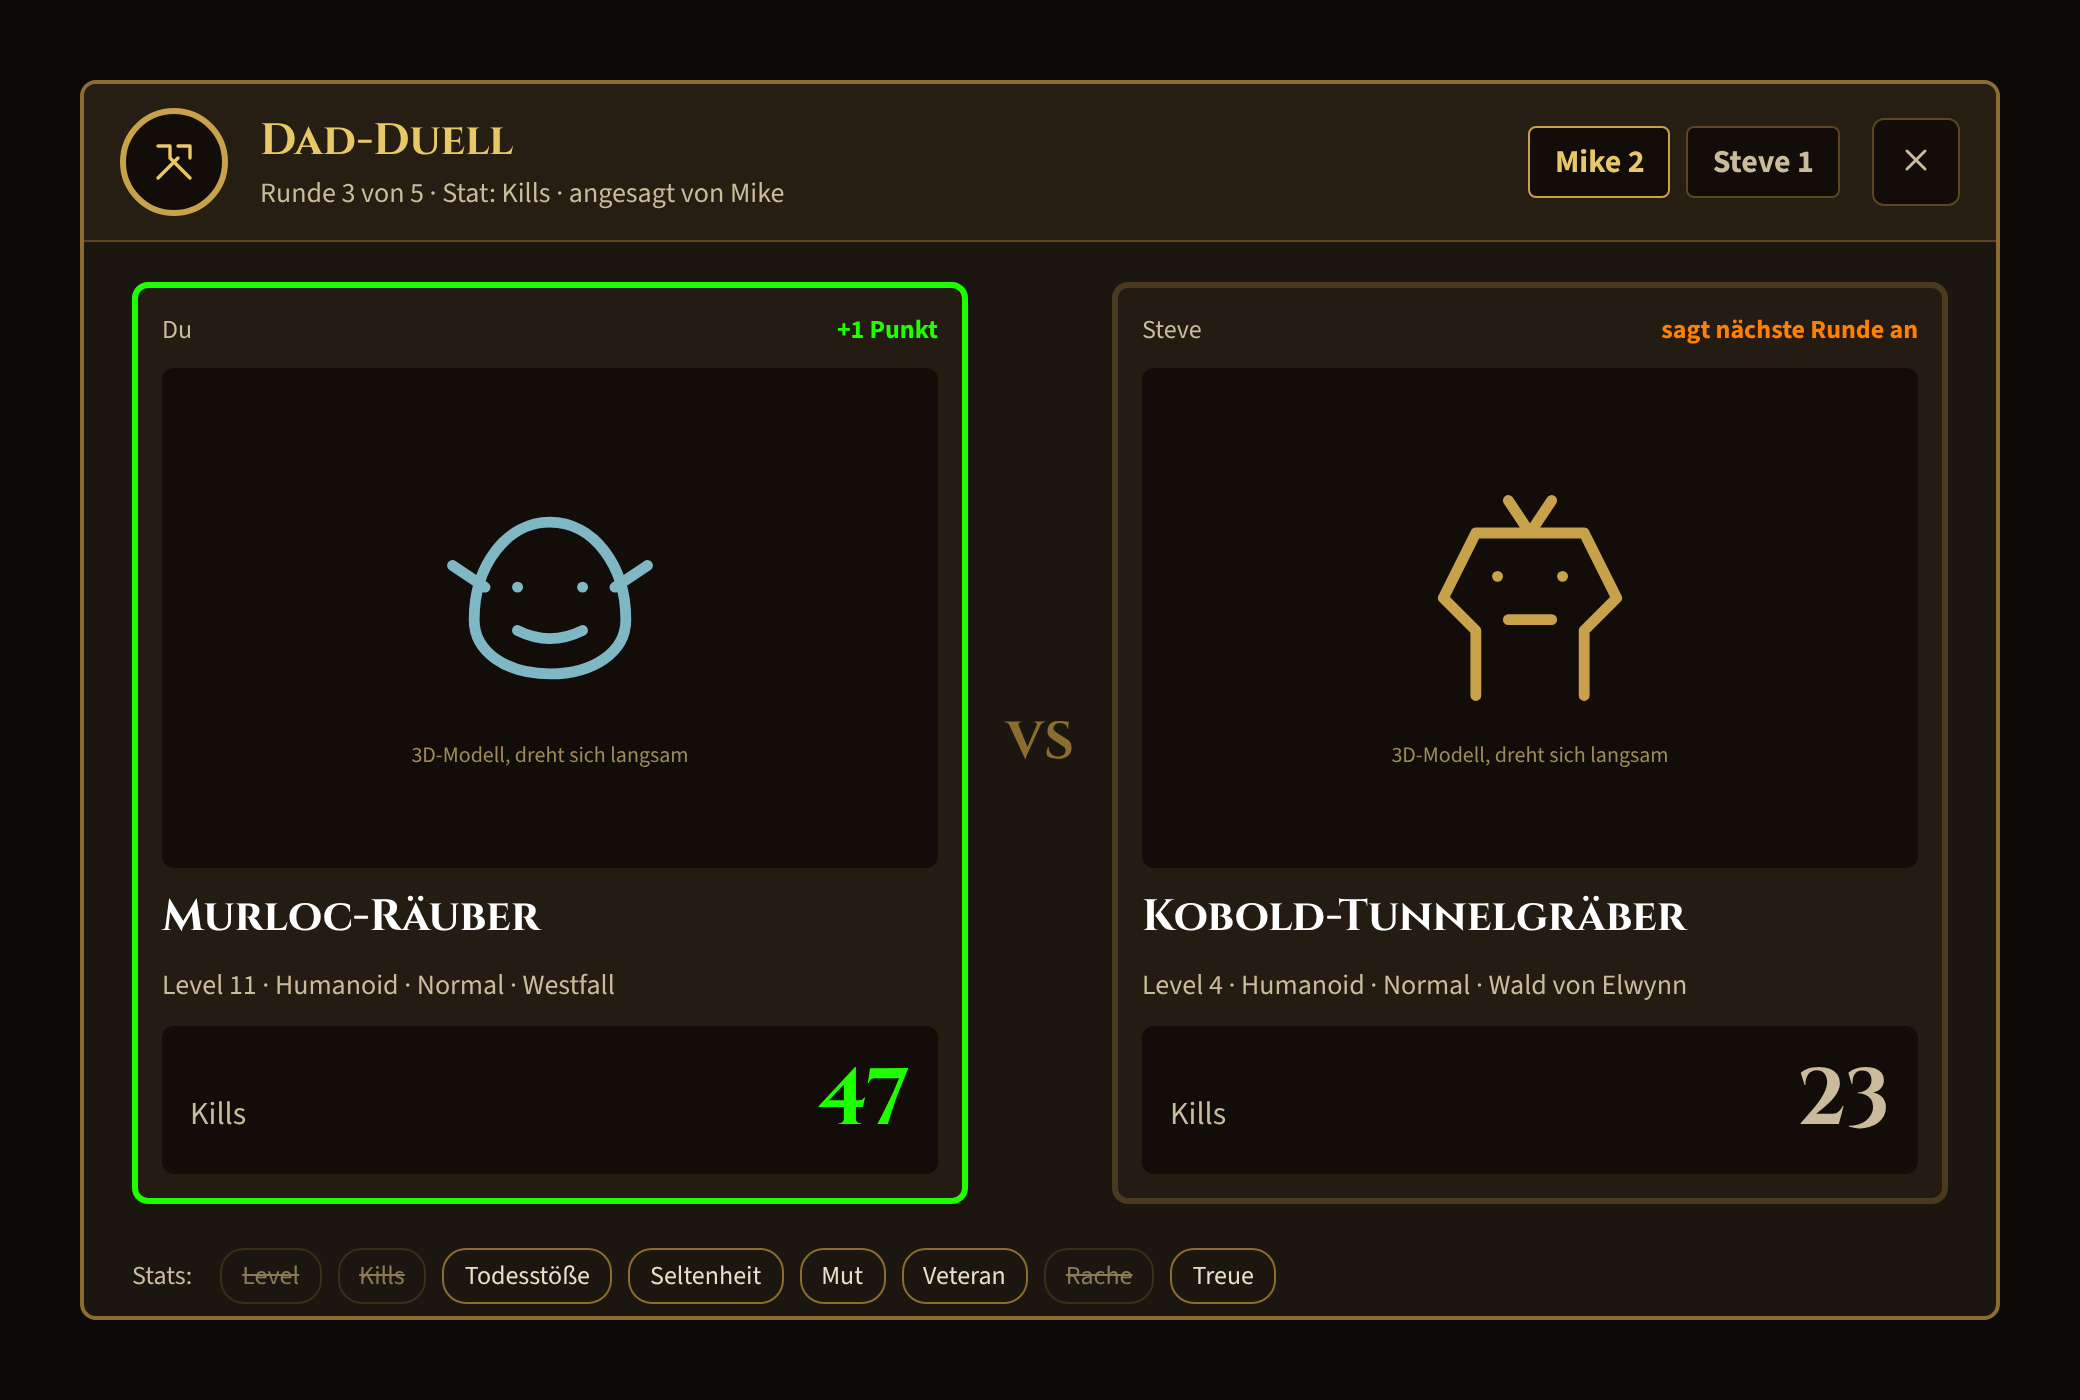 Dad-Duell
Runde 3 von 5 · Stat: Kills · angesagt von Mike
Mike 2
Steve 1
Du
+1 Punkt
3D-Modell, dreht sich langsam
Murloc-Räuber
Level 11 · Humanoid · Normal · Westfall
Kills
47
VS
Steve
sagt nächste Runde an
3D-Modell, dreht sich langsam
Kobold-Tunnelgräber
Level 4 · Humanoid · Normal · Wald von Elwynn
Kills
23
Stats: Level Kills Todesstöße Seltenheit Mut Veteran Rache Treue